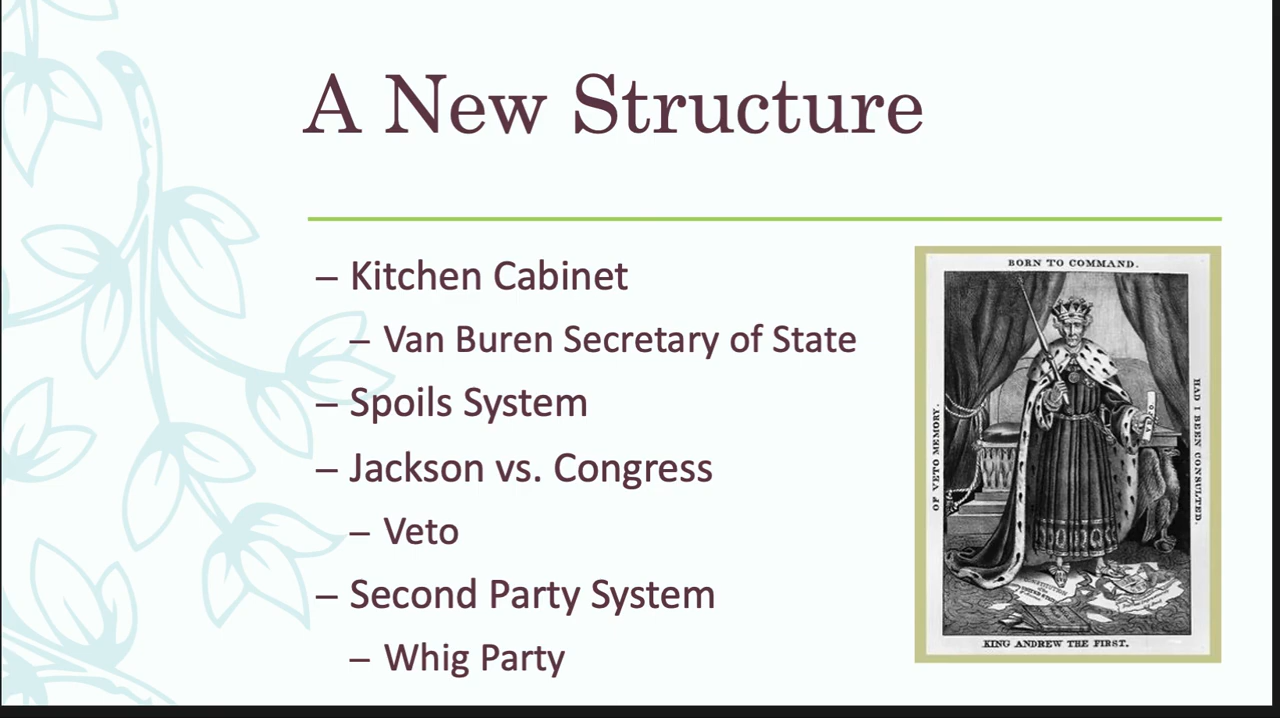 A New Structure
– Kitchen Cabinet
– Van Buren Secretary of State
– Spoils System
– Jackson vs. Congress
– Veto
– Second Party System
– Whig Party
BORN TO COMMAND.
OF VETO MEMORY.
HAD I BEEN CONSULTED.
KING ANDREW THE FIRST.